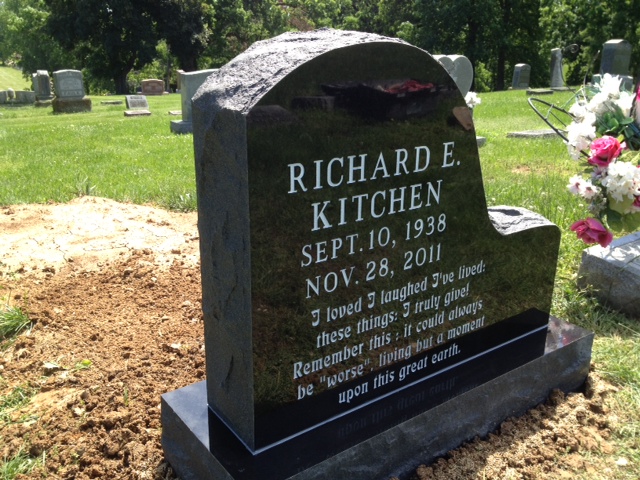 RICHARD E.
KITCHEN
SEPT. 10, 1938
NOV. 28, 2011
I loved I laughed I've lived:
these things; I truly give!
Remember this; it could always
be "worse", living but a moment
upon this great earth.